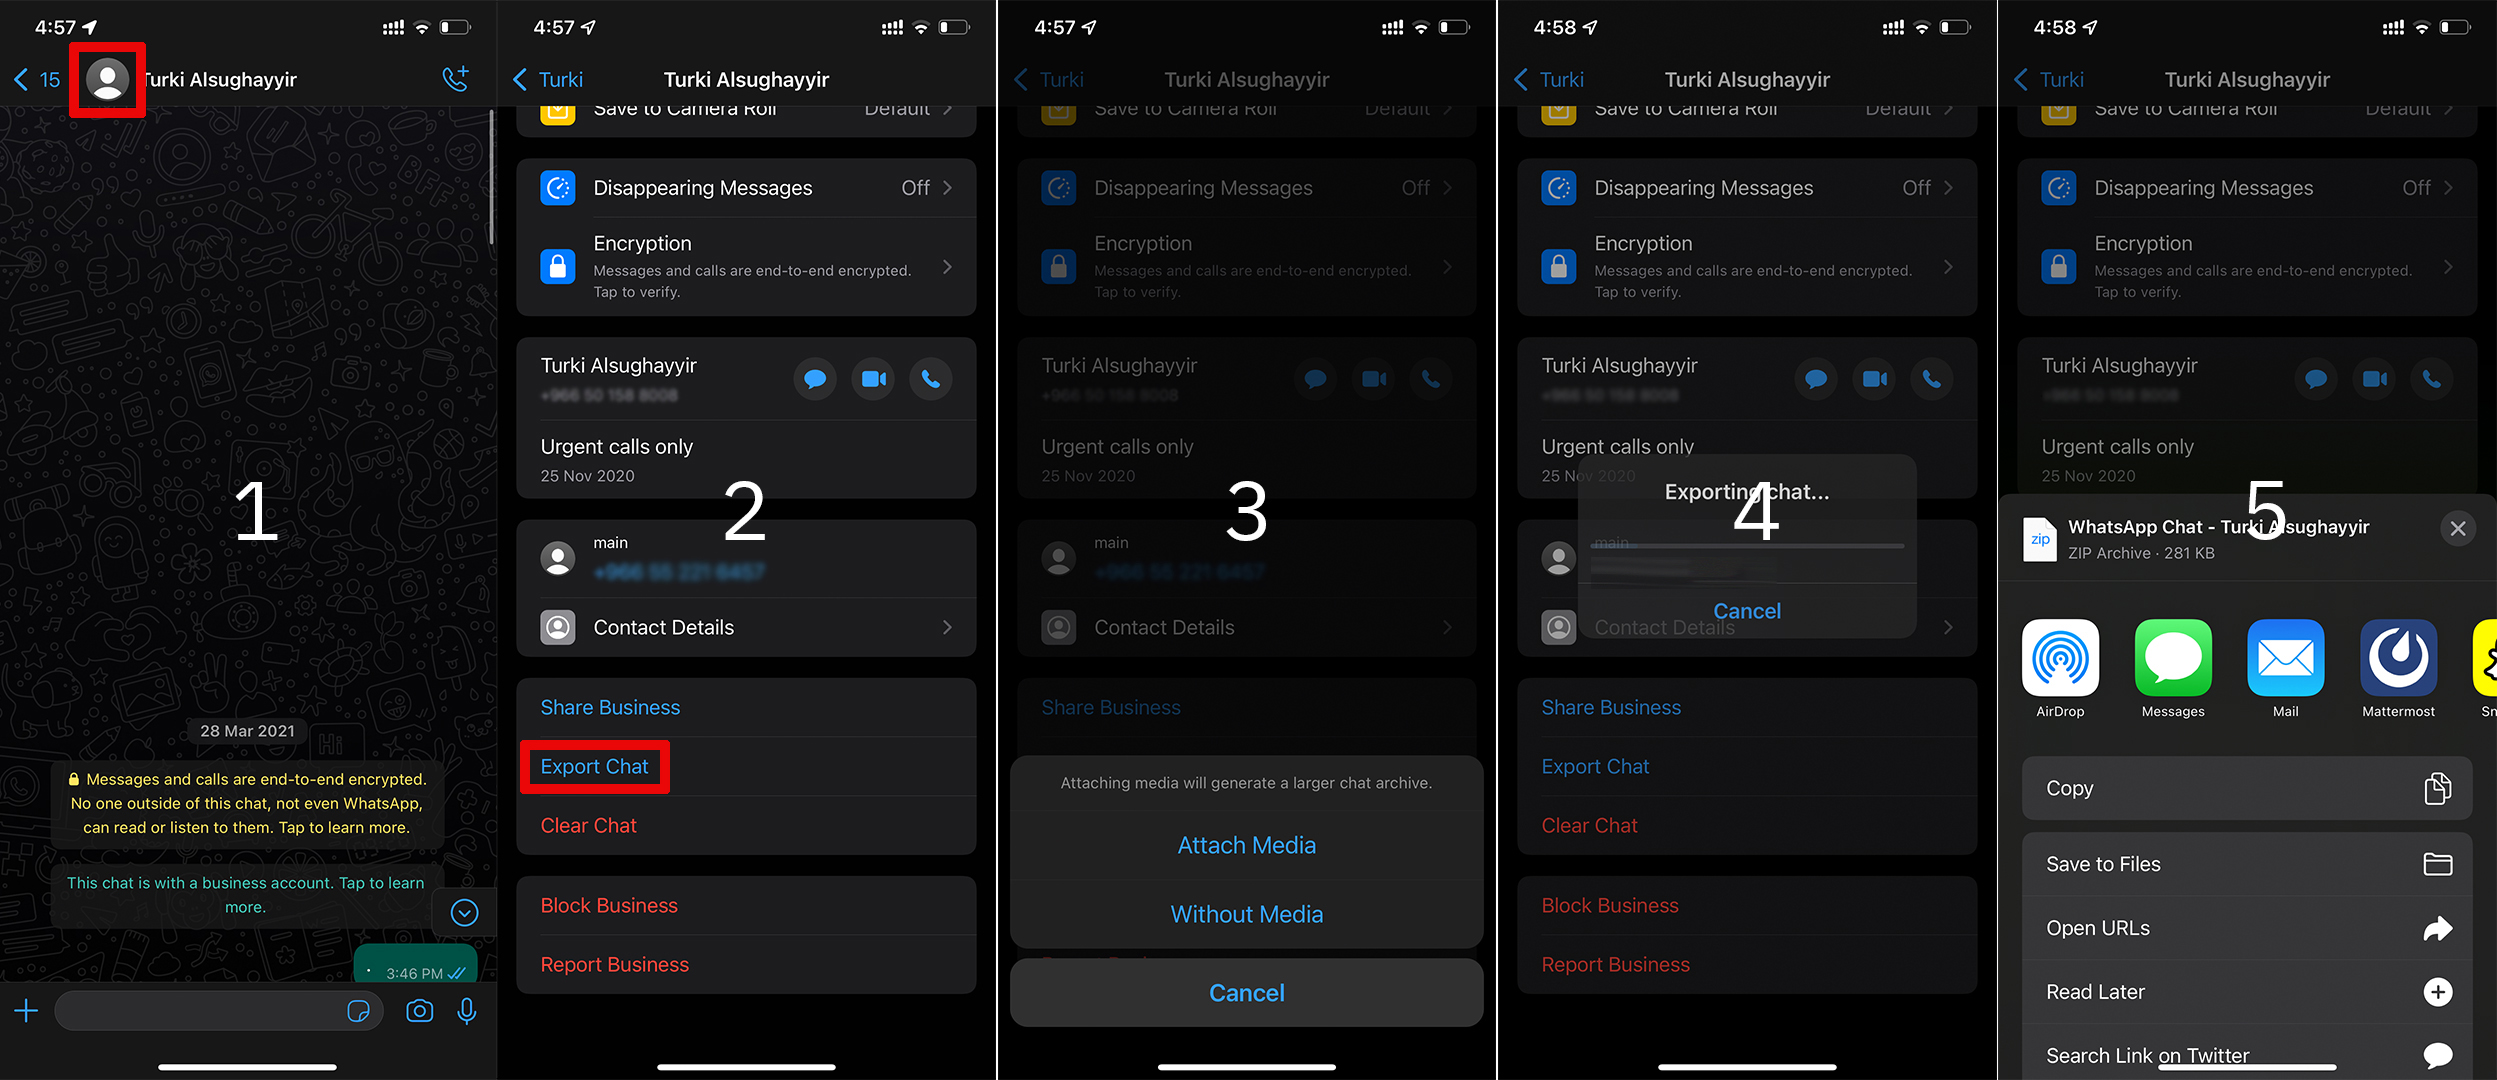 4:57
15
Turki Alsughayyir
1
28 Mar 2021
Messages and calls are end-to-end encrypted.
No one outside of this chat, not even WhatsApp,
can read or listen to them. Tap to learn more.
This chat is with a business account. Tap to learn
more.
3:46 PM
4:57
Turki
Turki Alsughayyir
Save to Camera Roll Default
Disappearing Messages Off
Encryption
Messages and calls are end-to-end encrypted.
Tap to verify.
Turki Alsughayyir
Urgent calls only
25 Nov 2020
2
main
Contact Details
Share Business
Export Chat
Clear Chat
Block Business
Report Business
4:57
Turki
Turki Alsughayyir
Save to Camera Roll Default
Disappearing Messages Off
Encryption
Messages and calls are end-to-end encrypted.
Tap to verify.
Turki Alsughayyir
Urgent calls only
25 Nov 2020
3
main
Contact Details
Share Business
Attaching media will generate a larger chat archive.
Attach Media
Without Media
Cancel
4:58
Turki
Turki Alsughayyir
Save to Camera Roll Default
Disappearing Messages Off
Encryption
Messages and calls are end-to-end encrypted.
Tap to verify.
Turki Alsughayyir
Urgent calls only
25 Nov 2020
Exporting chat...
4
main
Cancel
Contact Details
Share Business
Export Chat
Clear Chat
Block Business
Report Business
4:58
Turki
Turki Alsughayyir
Save to Camera Roll Default
Disappearing Messages Off
Encryption
Messages and calls are end-to-end encrypted.
Tap to verify.
Turki Alsughayyir
Urgent calls only
25 Nov 2020
5
zip
WhatsApp Chat - Turki Alsughayyir
ZIP Archive · 281 KB
AirDrop Messages Mail Mattermost Sn
Copy
Save to Files
Open URLs
Read Later
Search Link on Twitter